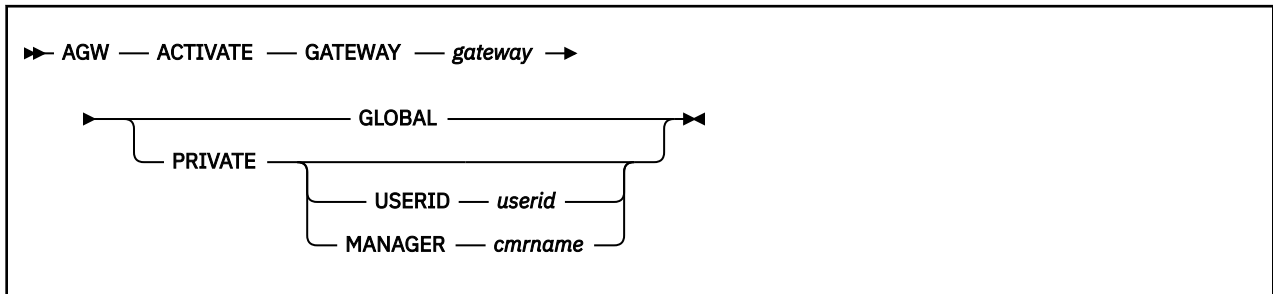 AGW ACTIVATE GATEWAY gateway
GLOBAL
PRIVATE
USERID userid
MANAGER cmrname